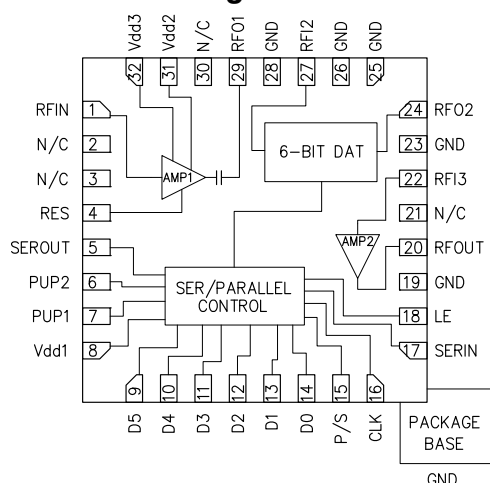 Vdd3
Vdd2
N/C
RFO1
GND
RFI2
GND
GND
32
31
30
29
28
27
26
25
RFIN 1
N/C 2
N/C 3
RES 4
SEROUT 5
PUP2 6
PUP1 7
Vdd1 8
AMP1
6-BIT DAT
AMP2
SER/PARALLEL
CONTROL
24 RFO2
23 GND
22 RFI3
21 N/C
20 RFOUT
19 GND
18 LE
17 SERIN
9
10
11
12
13
14
15
16
D5
D4
D3
D2
D1
D0
P/S
CLK
PACKAGE
BASE
GND